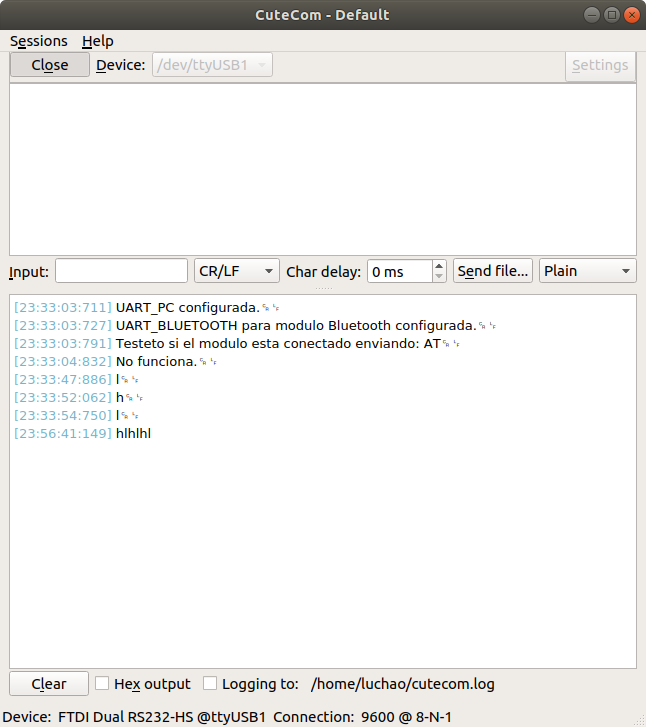 CuteCom - Default
Sessions Help
Close Device: /dev/ttyUSB1 Settings
Input: CR/LF Char delay: 0 ms Send file... Plain
[23:33:03:711] UART_PC configurada.␍␊
[23:33:03:727] UART_BLUETOOTH para modulo Bluetooth configurada.␍␊
[23:33:03:791] Testeto si el modulo esta conectado enviando: AT␍␊
[23:33:04:832] No funciona.␍␊
[23:33:47:886] l␍␊
[23:33:52:062] h␍␊
[23:33:54:750] l␍␊
[23:56:41:149] hlhlhl
Clear Hex output Logging to: /home/luchao/cutecom.log
Device: FTDI Dual RS232-HS @ttyUSB1 Connection: 9600 @ 8-N-1